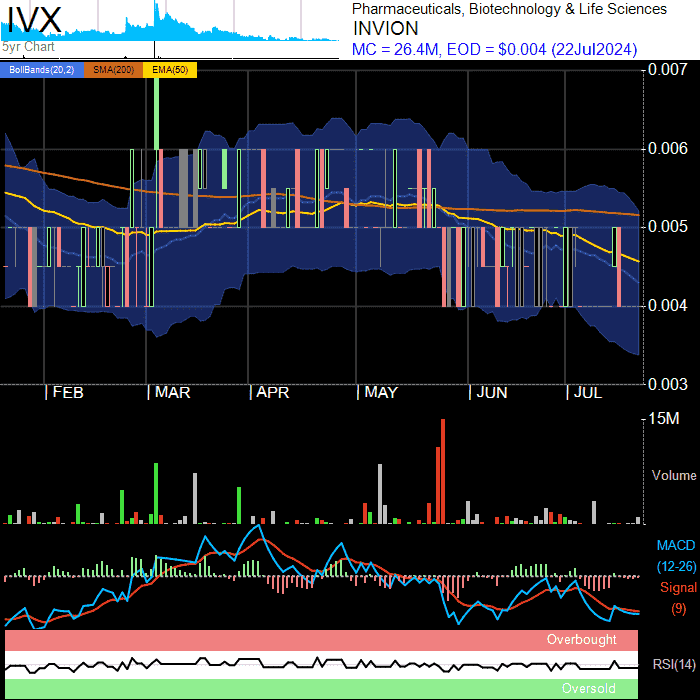 IVX
5yr Chart
Pharmaceuticals, Biotechnology & Life Sciences
INVION
MC = 26.4M, EOD = $0.004 (22Jul2024)
BollBands(20,2) SMA(200) EMA(50)
0.007
0.006
0.005
0.004
0.003
FEB MAR APR MAY JUN JUL
15M
Volume
MACD
(12-26)
Signal
(9)
Overbought
RSI(14)
Oversold